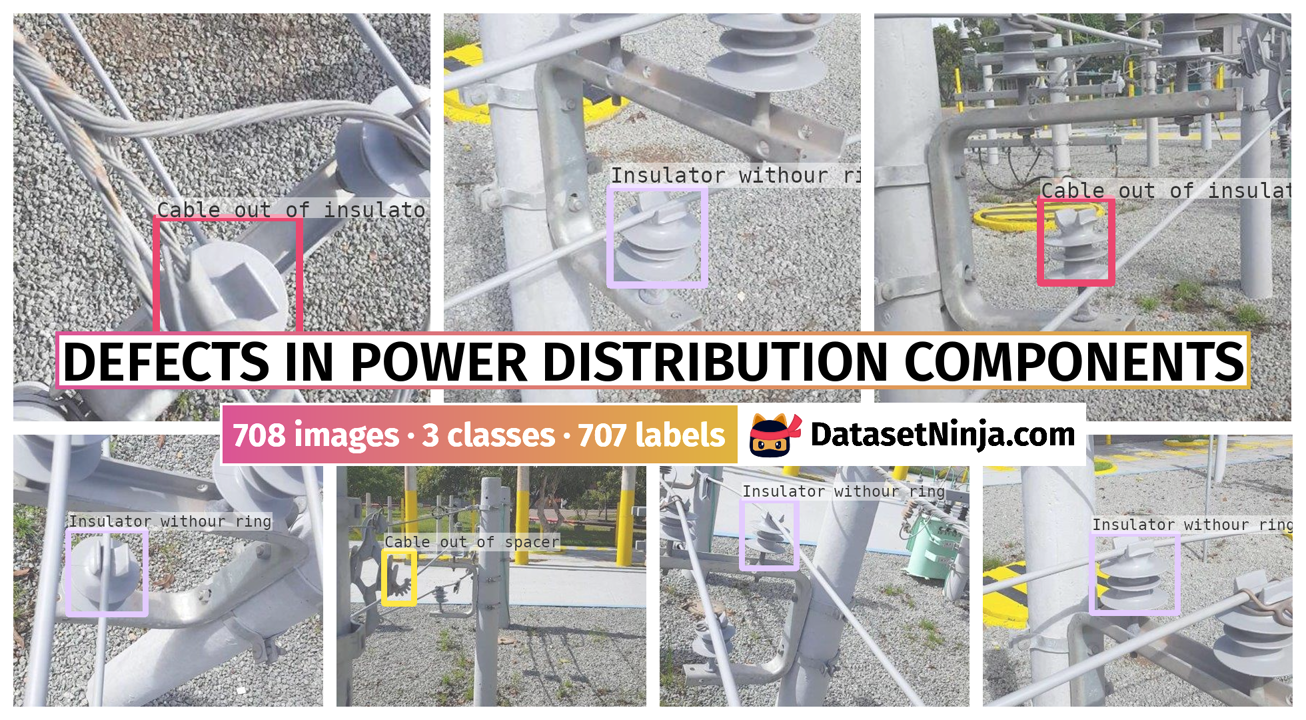 Cable out of insulato
Insulator withour ri
Cable out of insulat
DEFECTS IN POWER DISTRIBUTION COMPONENTS
708 images · 3 classes · 707 labels
DatasetNinja.com
Insulator withour ring
Cable out of spacer
Insulator withour ring
Insulator withour ring